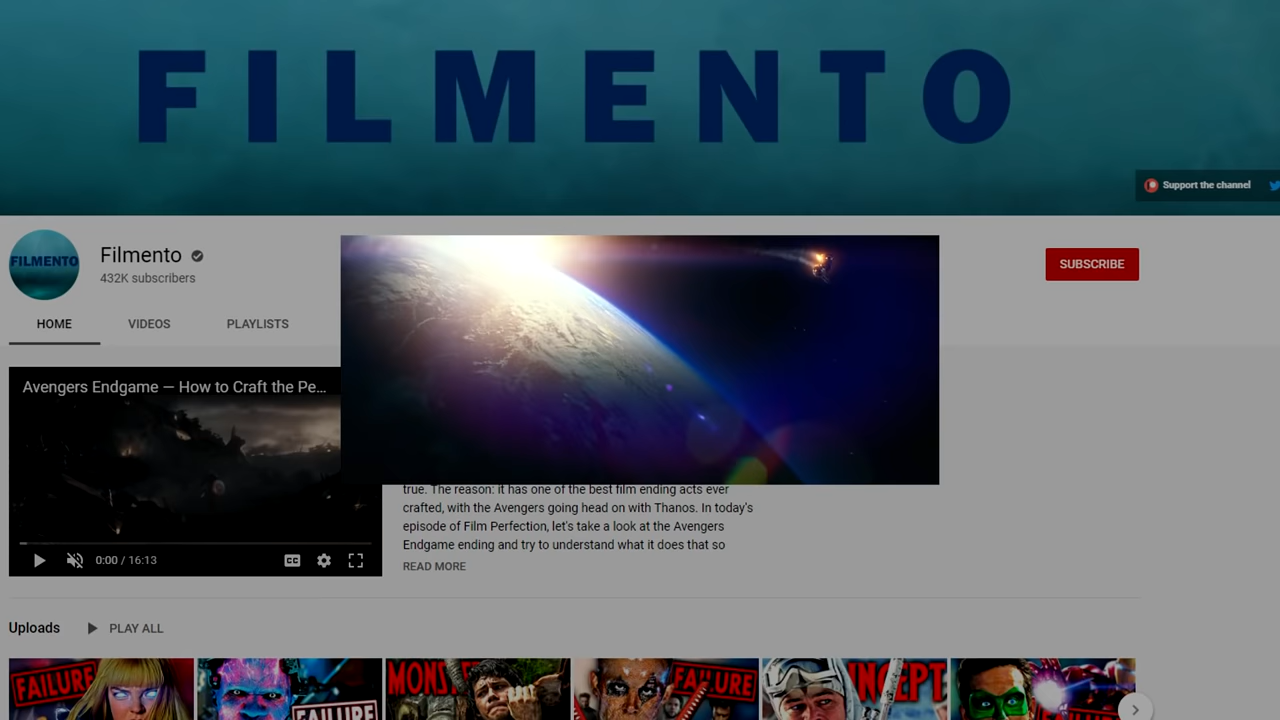 FILMENTO
Support the channel
FILMENTO
Filmento
432K subscribers
SUBSCRIBE
HOME VIDEOS PLAYLISTS
Avengers Endgame — How to Craft the Pe...
true. The reason: it has one of the best film ending acts ever
crafted, with the Avengers going head on with Thanos. In today's
episode of Film Perfection, let's take a look at the Avengers
Endgame ending and try to understand what it does that so
0:00 / 16:13
CC
READ MORE
Uploads PLAY ALL
FAILURE
FAILURE
MONST
FAILURE
NCEPT